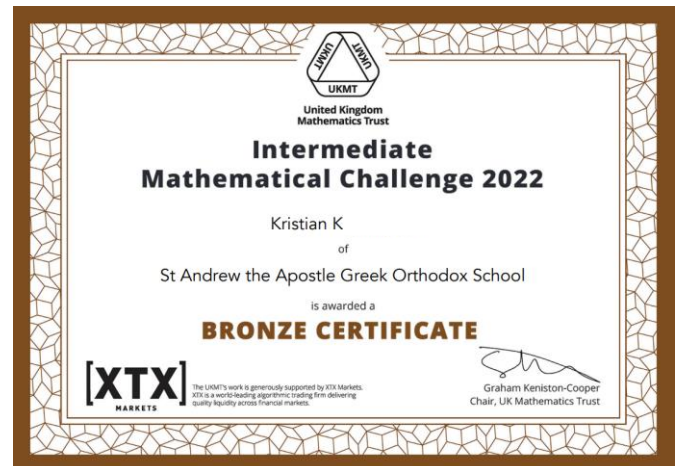 UKMT
UKMT
UKMT
United Kingdom
Mathematics Trust
Intermediate
Mathematical Challenge 2022
Kristian K
of
St Andrew the Apostle Greek Orthodox School
is awarded a
BRONZE CERTIFICATE
[XTX]
MARKETS
The UKMT's work is generously supported by XTX Markets.
XTX is a world-leading algorithmic trading firm delivering
quality liquidity across financial markets.
Graham Keniston-Cooper
Chair, UK Mathematics Trust